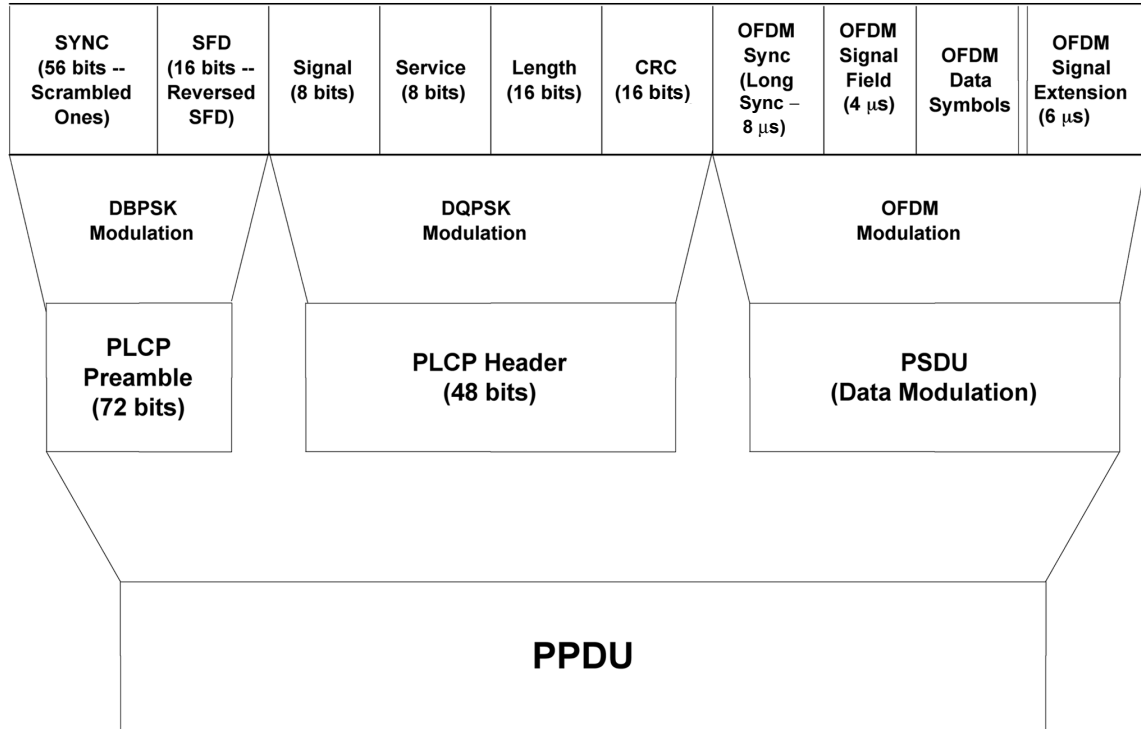 SYNC
(56 bits --
Scrambled
Ones)
SFD
(16 bits --
Reversed
SFD)
Signal
(8 bits)
Service
(8 bits)
Length
(16 bits)
CRC
(16 bits)
OFDM
Sync
(Long
Sync –
8 μs)
OFDM
Signal
Field
(4 μs)
OFDM
Data
Symbols
OFDM
Signal
Extension
(6 μs)
DBPSK
Modulation
DQPSK
Modulation
OFDM
Modulation
PLCP
Preamble
(72 bits)
PLCP Header
(48 bits)
PSDU
(Data Modulation)
PPDU